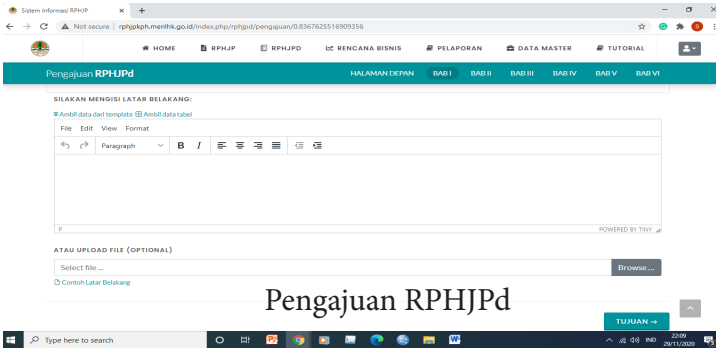 Sistem Informasi RPHJP
Not secure | rphjpkph.menlhk.go.id/index.php/rphjpd/pengajuan/0.8367625516909356
HOME RPHJP RPHJPD RENCANA BISNIS PELAPORAN DATA MASTER TUTORIAL
Pengajuan RPHJPd HALAMAN DEPAN BAB I BAB II BAB III BAB IV BAB V BAB VI
SILAKAN MENGISI LATAR BELAKANG:
Ambil data dari template Ambil data tabel
File Edit View Format
Paragraph B I
P POWERED BY TINY
ATAU UPLOAD FILE (OPTIONAL)
Select file ... Browse ...
Contoh Latar Belakang
Pengajuan RPHJPd
TUJUAN →
Type here to search IND 22:09
29/11/2020